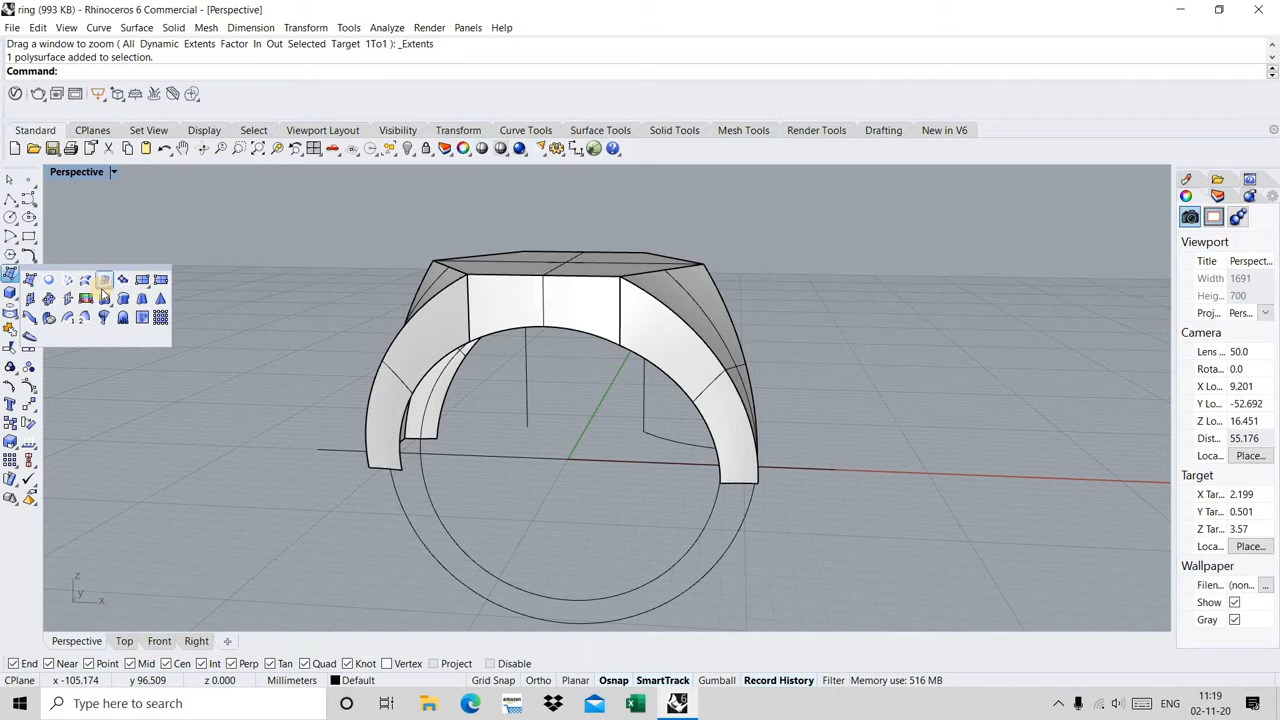 ring (993 KB) - Rhinoceros 6 Commercial - [Perspective]
File Edit View Curve Surface Solid Mesh Dimension Transform Tools Analyze Render Panels Help
Drag a window to zoom ( All Dynamic Extents Factor In Out Selected Target 1To1 ): _Extents
1 polysurface added to selection.
Command:
Standard CPlanes Set View Display Select Viewport Layout Visibility Transform Curve Tools Surface Tools Solid Tools Mesh Tools Render Tools Drafting New in V6
Perspective
Viewport
Title Perspect...
Width 1691
Heig... 700
Proj... Pers...
Camera
Lens ... 50.0
Rota... 0.0
X Lo... 9.201
Y Lo... -52.692
Z Lo... 16.451
Dist... 55.176
Loca... Place...
Target
X Tar... 2.199
Y Tar... 0.501
Z Tar... 3.57
Loca... Place...
Wallpaper
Filen... (non... ...
Show
Gray
z
y
x
Perspective Top Front Right
End Near Point Mid Cen Int Perp Tan Quad Knot Vertex Project Disable
CPlane x -105.174 y 96.509 z 0.000 Millimeters Default Grid Snap Ortho Planar Osnap SmartTrack Gumball Record History Filter Memory use: 516 MB
Type here to search
ENG
11:19
02-11-20